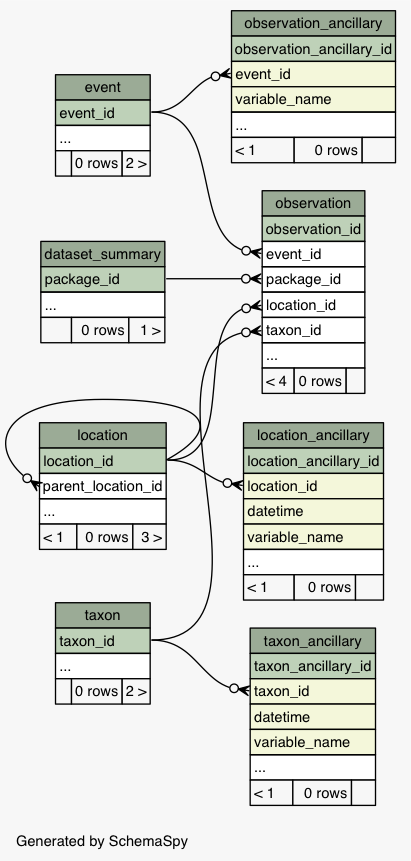 observation_ancillary
observation_ancillary_id
event_id
variable_name
...
< 1 0 rows
event
event_id
...
0 rows 2 >
observation
observation_id
event_id
package_id
location_id
taxon_id
...
< 4 0 rows
dataset_summary
package_id
...
0 rows 1 >
location
location_id
parent_location_id
...
< 1 0 rows 3 >
location_ancillary
location_ancillary_id
location_id
datetime
variable_name
...
< 1 0 rows
taxon
taxon_id
...
0 rows 2 >
taxon_ancillary
taxon_ancillary_id
taxon_id
datetime
variable_name
...
< 1 0 rows
Generated by SchemaSpy